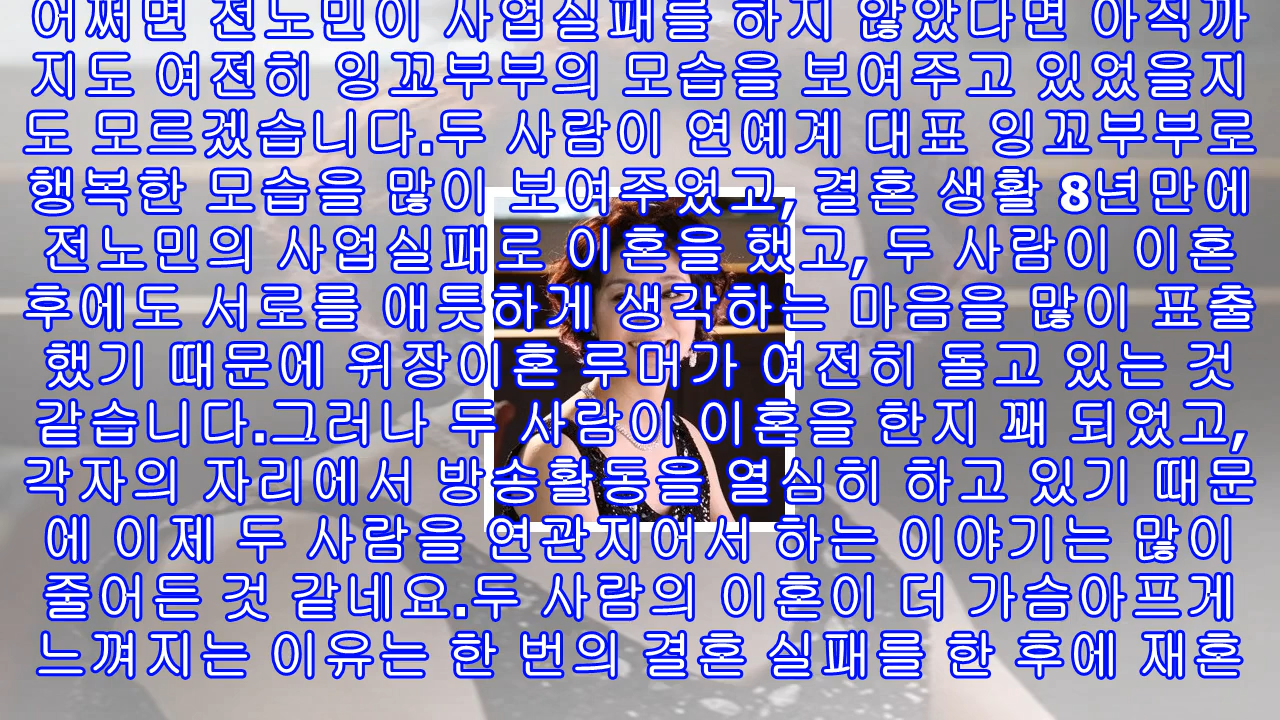 어쩌면 전노민이 사업실패를 하지 않았다면 아직까
지도 여전히 잉꼬부부의 모습을 보여주고 있었을지
도 모르겠습니다.두 사람이 연예계 대표 잉꼬부부로
행복한 모습을 많이 보여주었고, 결혼 생활 8년만에
전노민의 사업실패로 이혼을 했고, 두 사람이 이혼
후에도 서로를 애틋하게 생각하는 마음을 많이 표출
했기 때문에 위장이혼 루머가 여전히 돌고 있는 것
같습니다.그러나 두 사람이 이혼을 한지 꽤 되었고,
각자의 자리에서 방송활동을 열심히 하고 있기 때문
에 이제 두 사람을 연관지어서 하는 이야기는 많이
줄어든 것 같네요.두 사람의 이혼이 더 가슴아프게
느껴지는 이유는 한 번의 결혼 실패를 한 후에 재혼